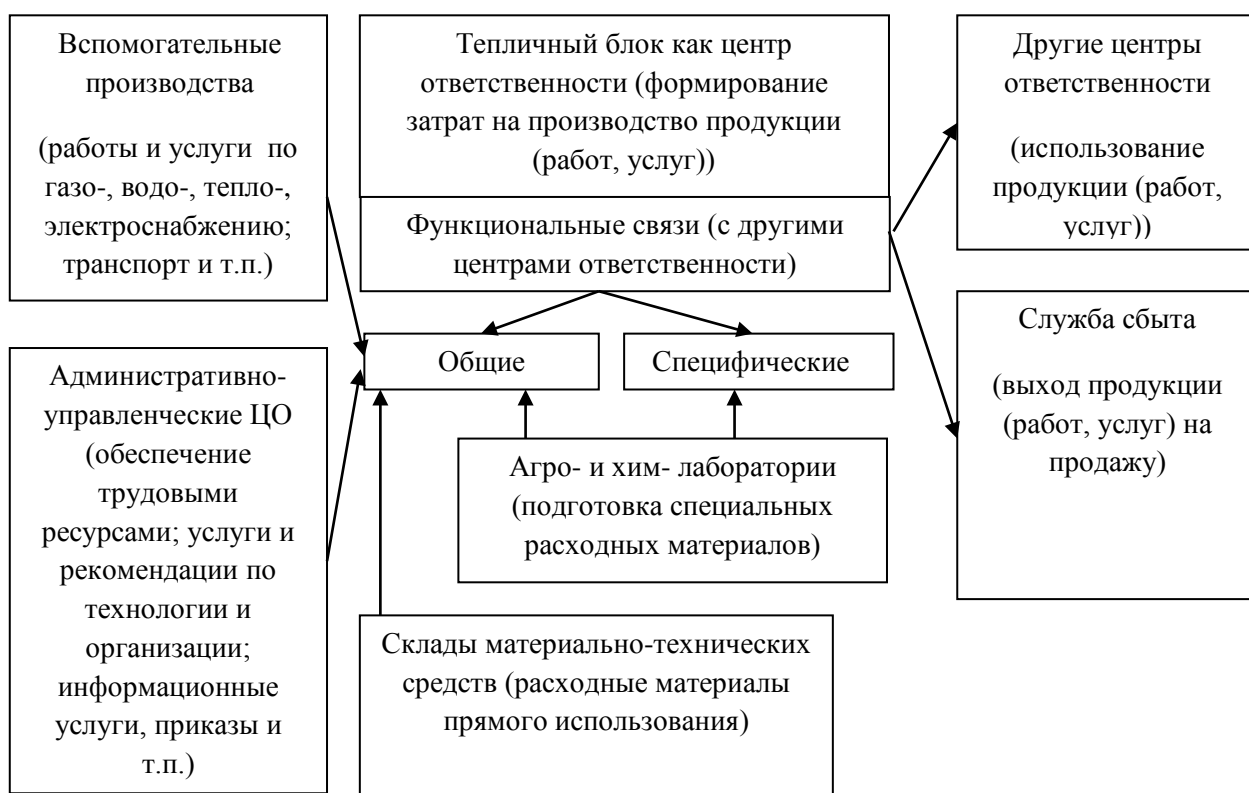 Вспомогательные
производства
(работы и услуги по
газо-, водо-, тепло-,
электроснабжению;
транспорт и т.п.)
Тепличный блок как центр
ответственности (формирование
затрат на производство продукции
(работ, услуг))
Функциональные связи (с другими
центрами ответственности)
Другие центры
ответственности
(использование
продукции (работ,
услуг))
Общие
Специфические
Служба сбыта
(выход продукции
(работ, услуг) на
продажу)
Административно-
управленческие ЦО
(обеспечение
трудовыми
ресурсами; услуги и
рекомендации по
технологии и
организации;
информационные
услуги, приказы и
т.п.)
Агро- и хим- лаборатории
(подготовка специальных
расходных материалов)
Склады материально-технических
средств (расходные материалы
прямого использования)